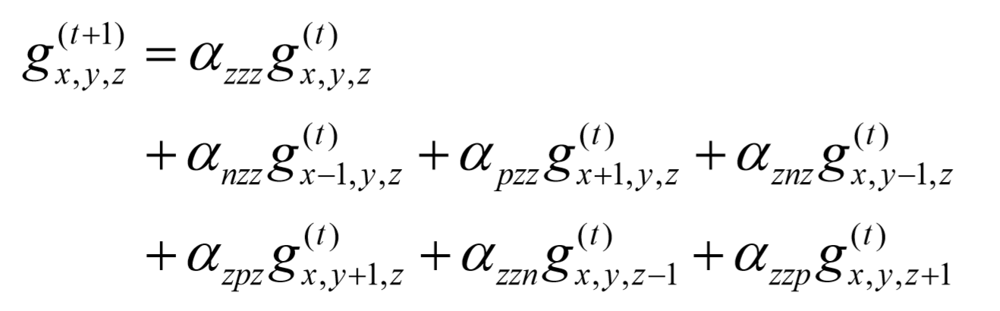 g_{x,y,z}^{(t+1)} = α_{zzz} g_{x,y,z}^{(t)}
+ α_{nzz} g_{x-1,y,z}^{(t)} + α_{pzz} g_{x+1,y,z}^{(t)} + α_{znz} g_{x,y-1,z}^{(t)}
+ α_{zpz} g_{x,y+1,z}^{(t)} + α_{zzn} g_{x,y,z-1}^{(t)} + α_{zzp} g_{x,y,z+1}^{(t)}